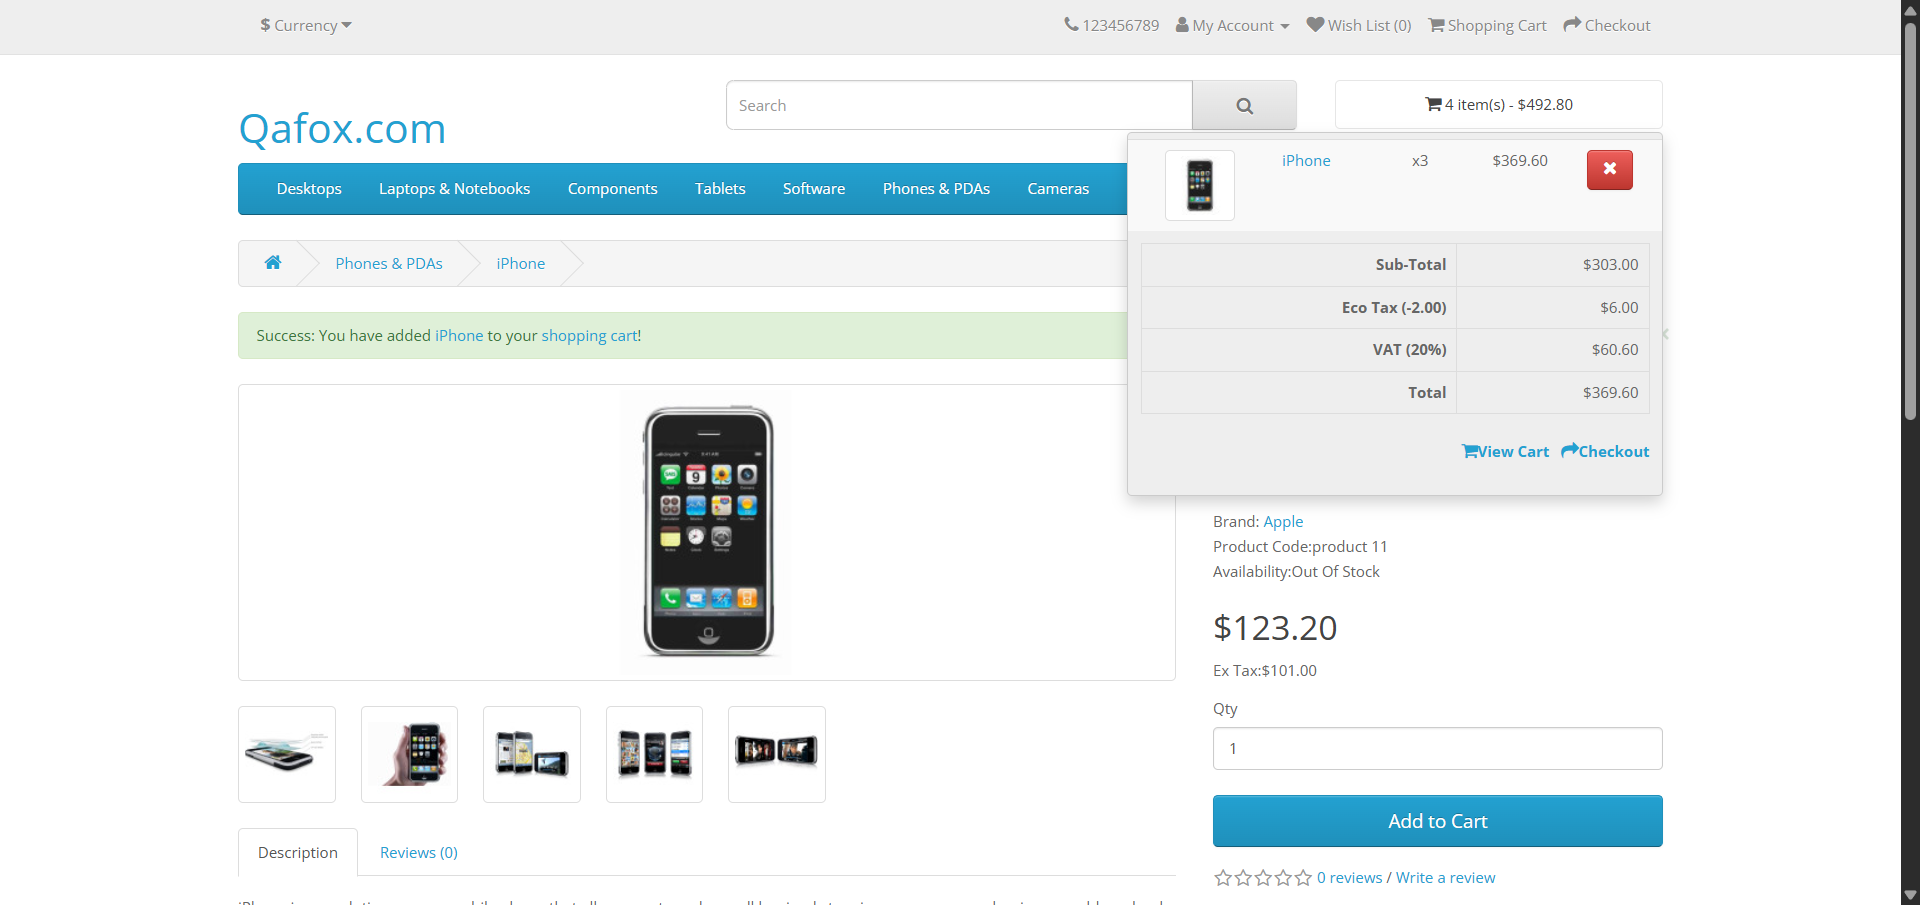 $ Currency
123456789 My Account Wish List (0) Shopping Cart Checkout
Qafox.com
Search
4 item(s) - $492.80
Desktops Laptops & Notebooks Components Tablets Software Phones & PDAs Cameras
iPhone x3 $369.60
Sub-Total $303.00
Eco Tax (-2.00) $6.00
VAT (20%) $60.60
Total $369.60
View Cart Checkout
Phones & PDAs iPhone
Success: You have added iPhone to your shopping cart!
Brand: Apple
Product Code:product 11
Availability:Out Of Stock
$123.20
Ex Tax:$101.00
Qty
1
Add to Cart
0 reviews / Write a review
Description Reviews (0)